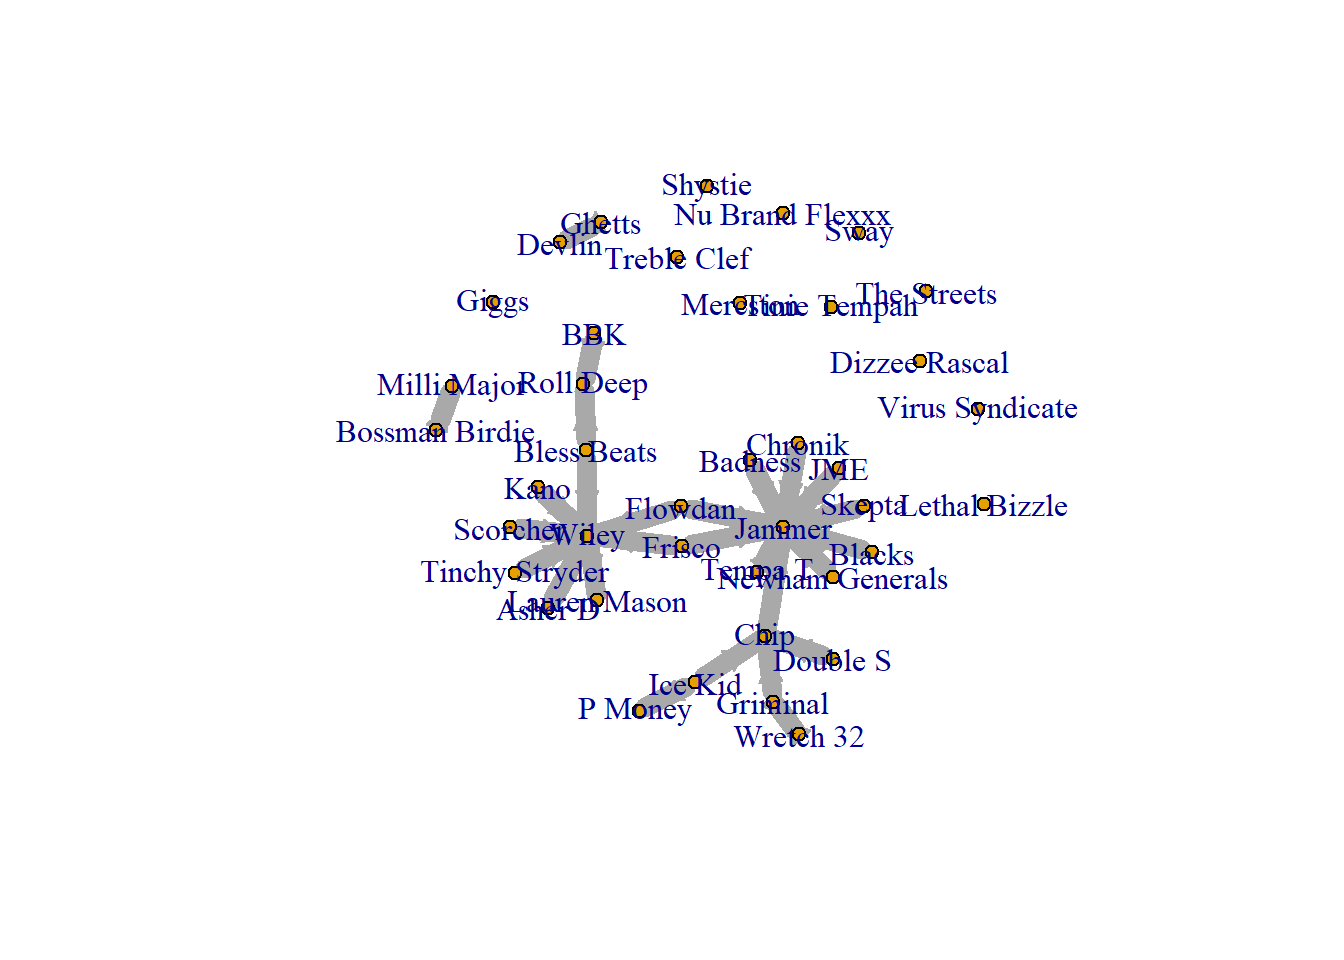 Shystie
Nu Brand Flexxx
Ghetts
Sway
Devlin
Treble Clef
Giggs
The Streets
Merston
Tinie Tempah
BBK
Dizzee Rascal
Milli Major
Roll Deep
Virus Syndicate
Bossman Birdie
Chronik
Bless Beats
Badness
JME
Kano
Skepta
Lethal Bizzle
Flowdan
Scorcher
Jammer
Wiley
Frisco
Blacks
Tinchy Stryder
Tempa T
Newham Generals
Lauren Mason
Asher D
Chip
Double S
Ice Kid
Griminal
P Money
Wretch 32